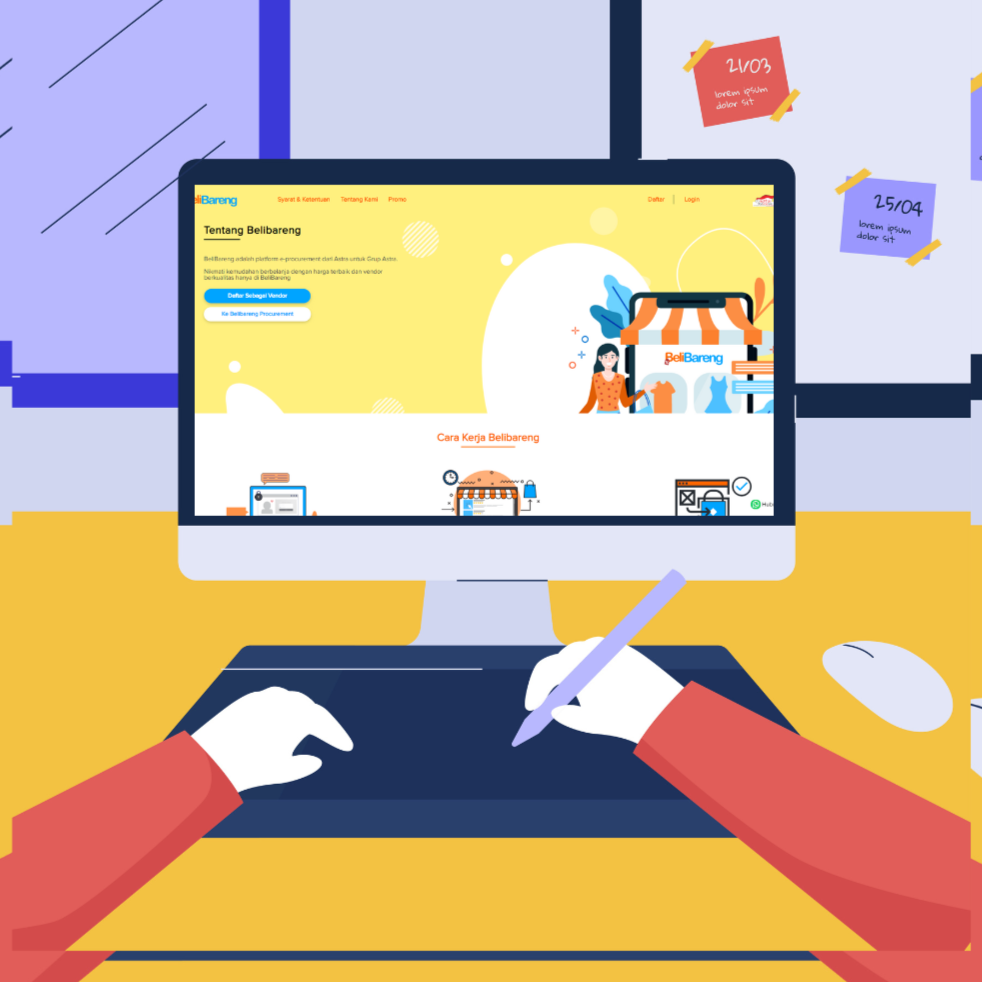 21/03
lorem ipsum
dolor sit
25/04
lorem ipsum
dolor sit
eliBareng
Syarat & Ketentuan Tentang Kami Promo Daftar Login
Tentang Belibareng
BeliBareng adalah platform e-procurement dari Astra untuk Grup Astra.
Nikmati kemudahan berbelanja dengan harga terbaik dan vendor
berkualitas hanya di BeliBareng
Daftar Sebagai Vendor
Ke Belibareng Procurement
BeliBareng
Cara Kerja Belibareng